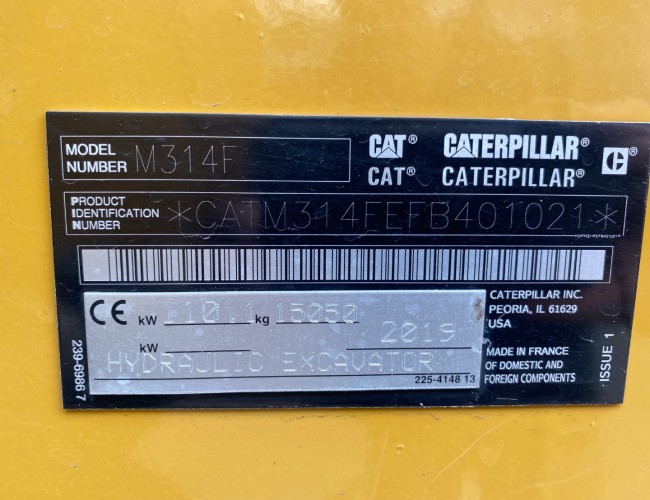 MODEL NUMBER M314F
CAT® CATERPILLAR®
CAT® CATERPILLAR®
PRODUCT IDENTIFICATION NUMBER *CATM314FEFB401021*
CE kW 10.1 kg 15050
kW 2019
HYDRAULIC EXCAVATOR
225-4148 13
CATERPILLAR INC.
PEORIA, IL 61629
USA
MADE IN FRANCE
OF DOMESTIC AND
FOREIGN COMPONENTS
239-6986 7
ISSUE 1